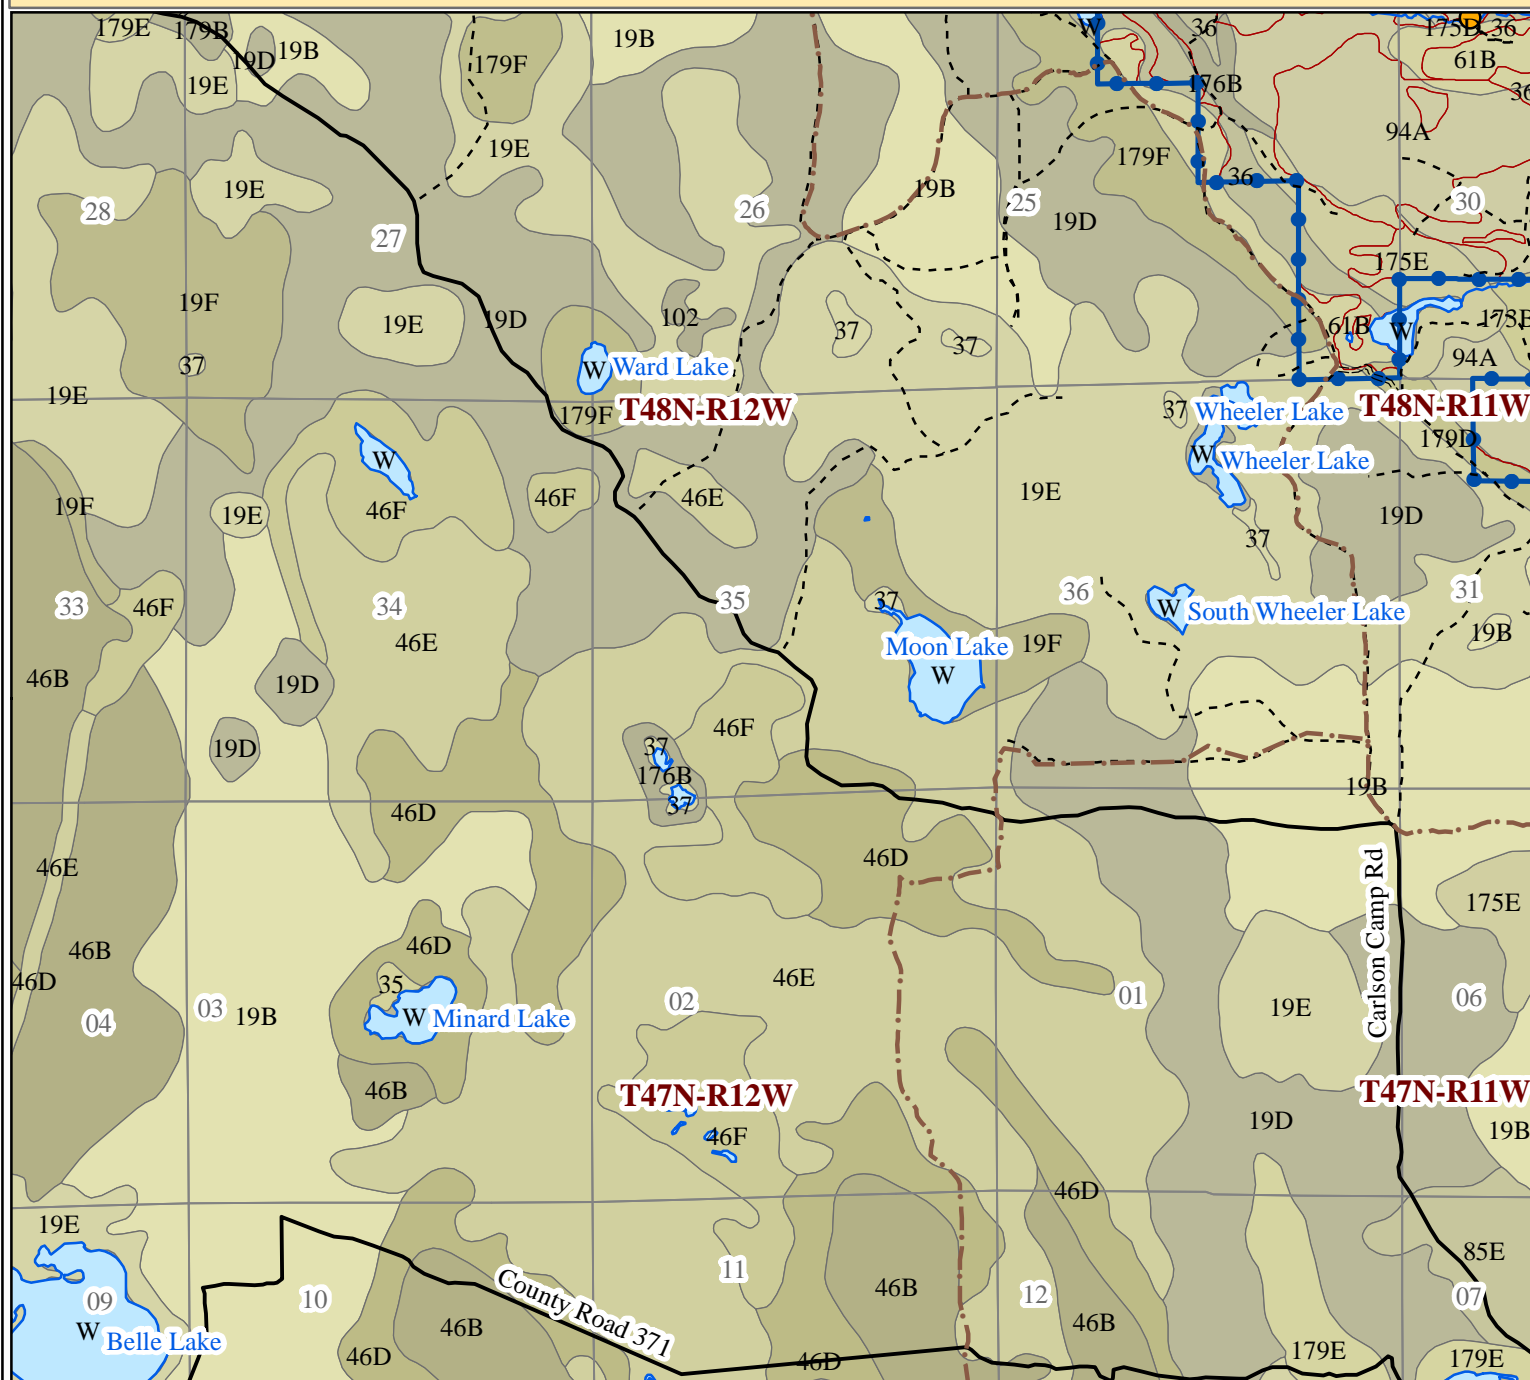 179E
179B
19D
19B
19E
179F
19B
W
36
175D
36
61B
176B
94A
19E
179F
36
19E
28
27
26
19B
25
19D
30
175E
19F
19E
19D
102
37
37
61B
W
94A
37
W
Ward Lake
19E
179F
T48N-R12W
37
Wheeler Lake
T48N-R11W
179D
W
W
Wheeler Lake
19F
19E
46F
46F
46E
19E
19D
37
33
46F
34
35
37
36
W
South Wheeler Lake
31
19B
46E
Moon Lake
W
19F
46B
19D
46F
19D
37
176B
37
19B
46D
46E
46D
Carlson Camp Rd
175E
46B
46D
46D
35
46E
02
01
19E
06
04
03
19B
W
Minard Lake
46B
T47N-R12W
T47N-R11W
46F
19D
19B
46D
19E
85E
11
46B
12
09
10
07
W
Belle Lake
County Road 371
46B
46B
46D
46D
179E
179E